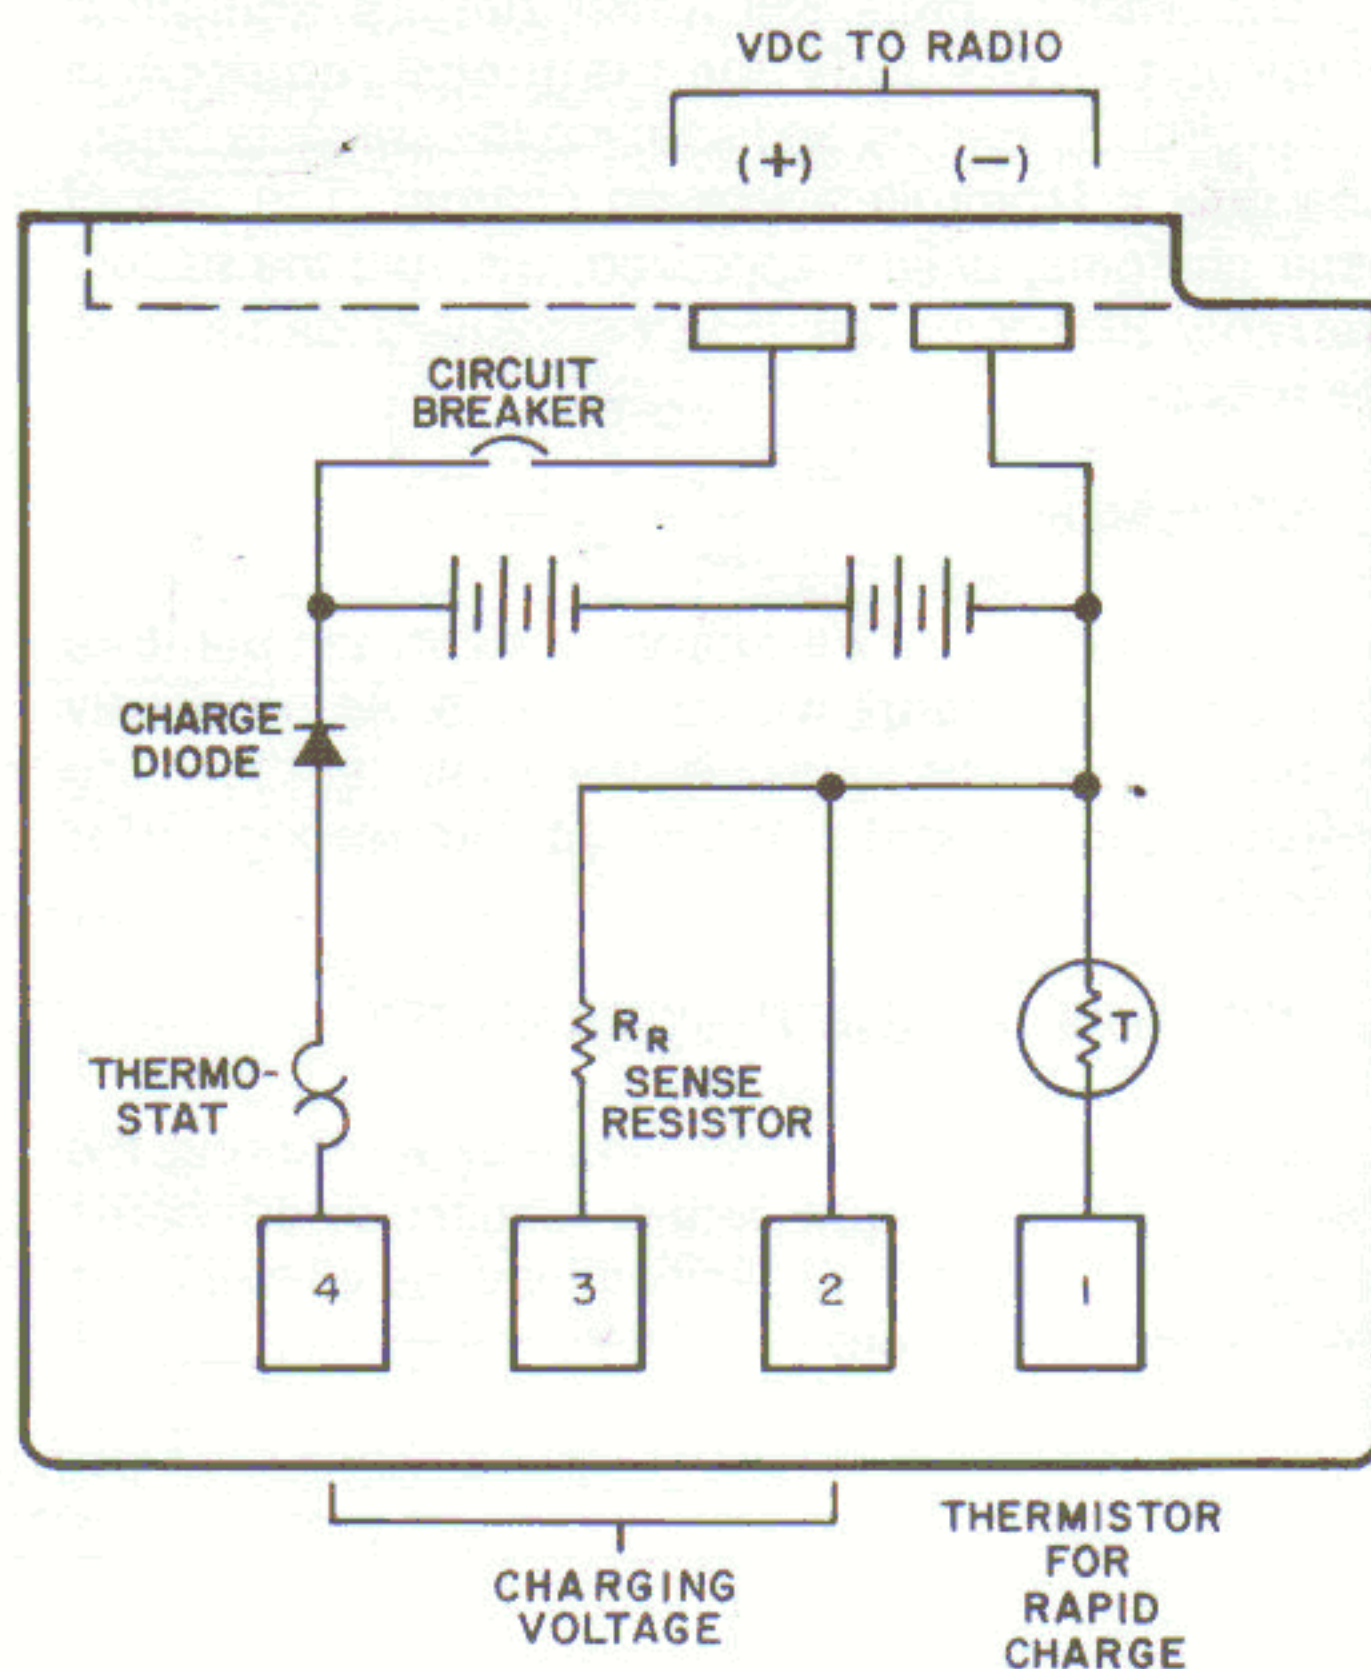 VDC TO RADIO
(+) (−)
CIRCUIT
BREAKER
CHARGE
DIODE
THERMO-
STAT
RR
SENSE
RESISTOR
T
4 3 2 1
CHARGING
VOLTAGE
THERMISTOR
FOR
RAPID
CHARGE